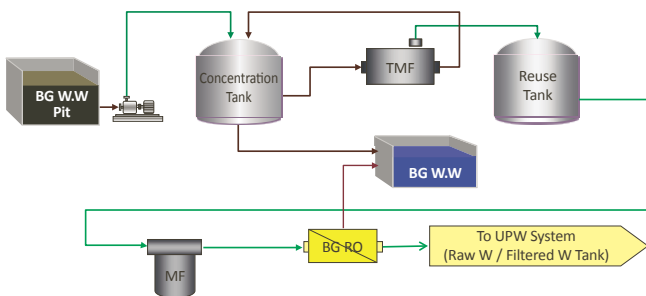 BG W.W
Pit
Concentration
Tank
TMF
Reuse
Tank
BG W.W
MF
BG RO
To UPW System
(Raw W / Filtered W Tank)